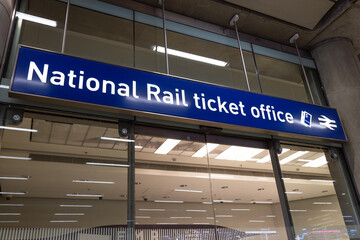 National Rail ticket office